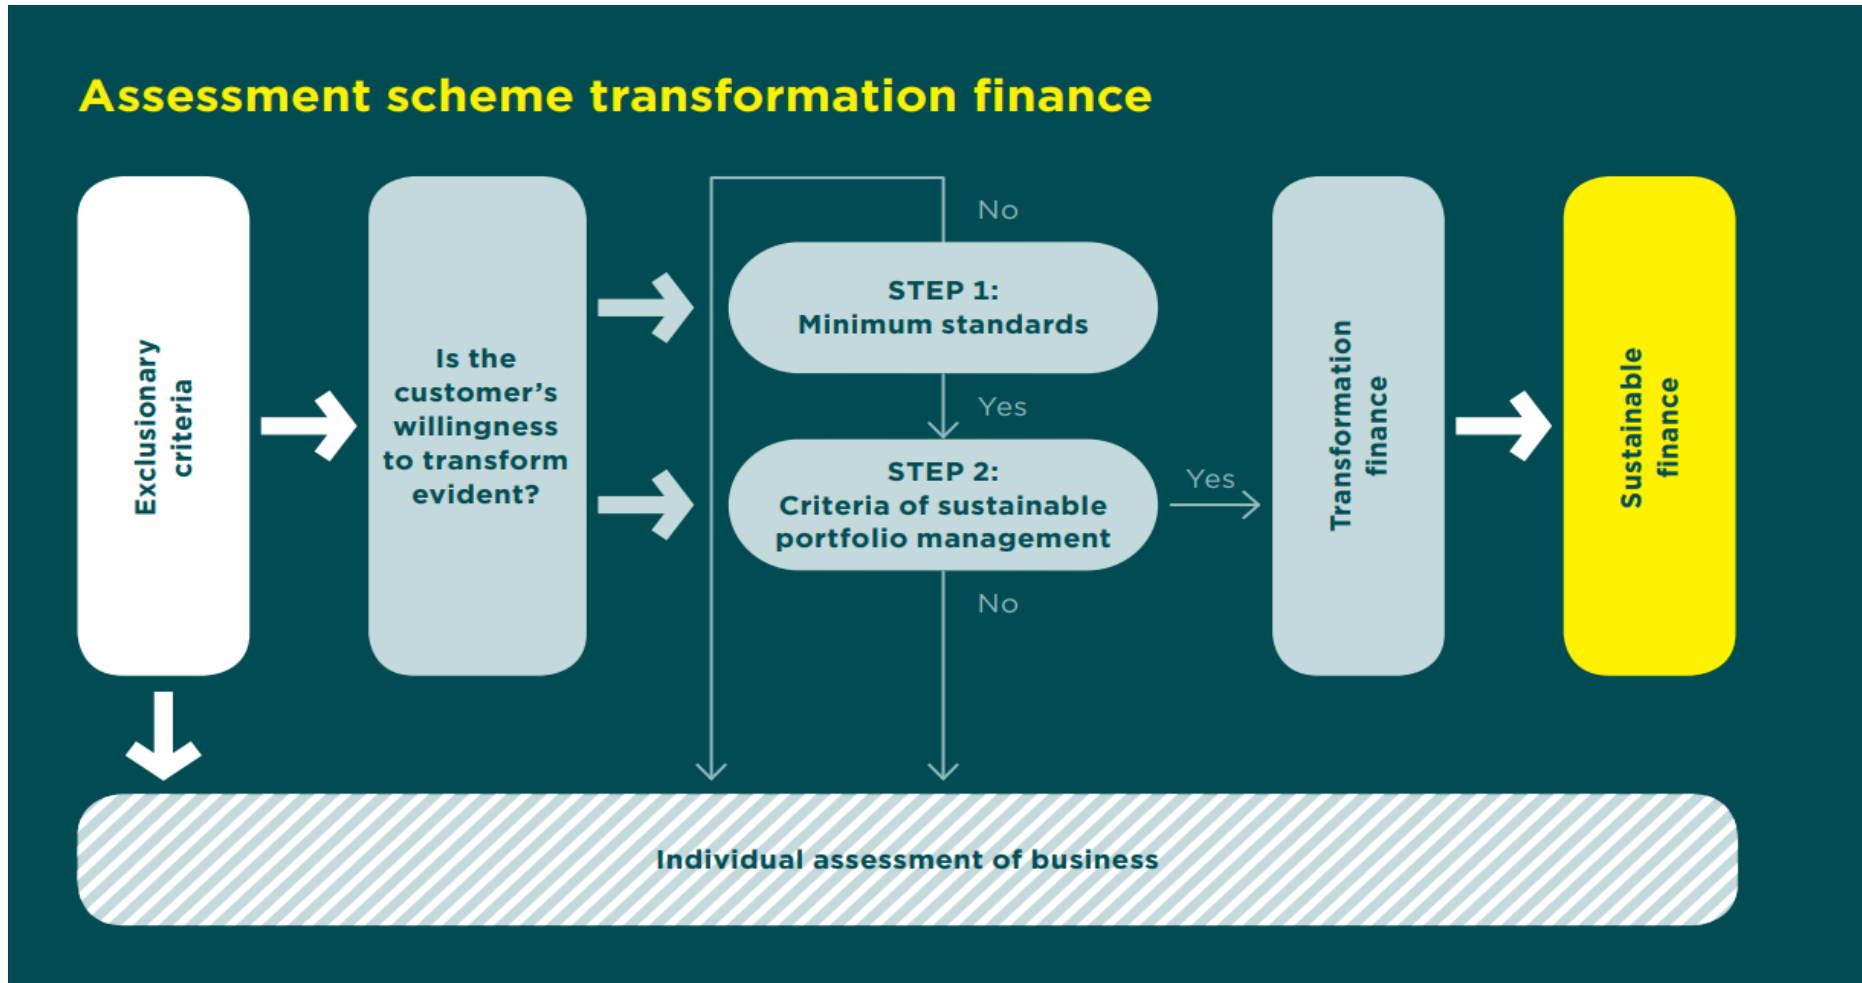 Assessment scheme transformation finance
Exclusionary
criteria
Is the
customer’s
willingness
to transform
evident?
No
STEP 1:
Minimum standards
Yes
STEP 2:
Criteria of sustainable
portfolio management
Yes
No
Transformation
finance
Sustainable
finance
Individual assessment of business